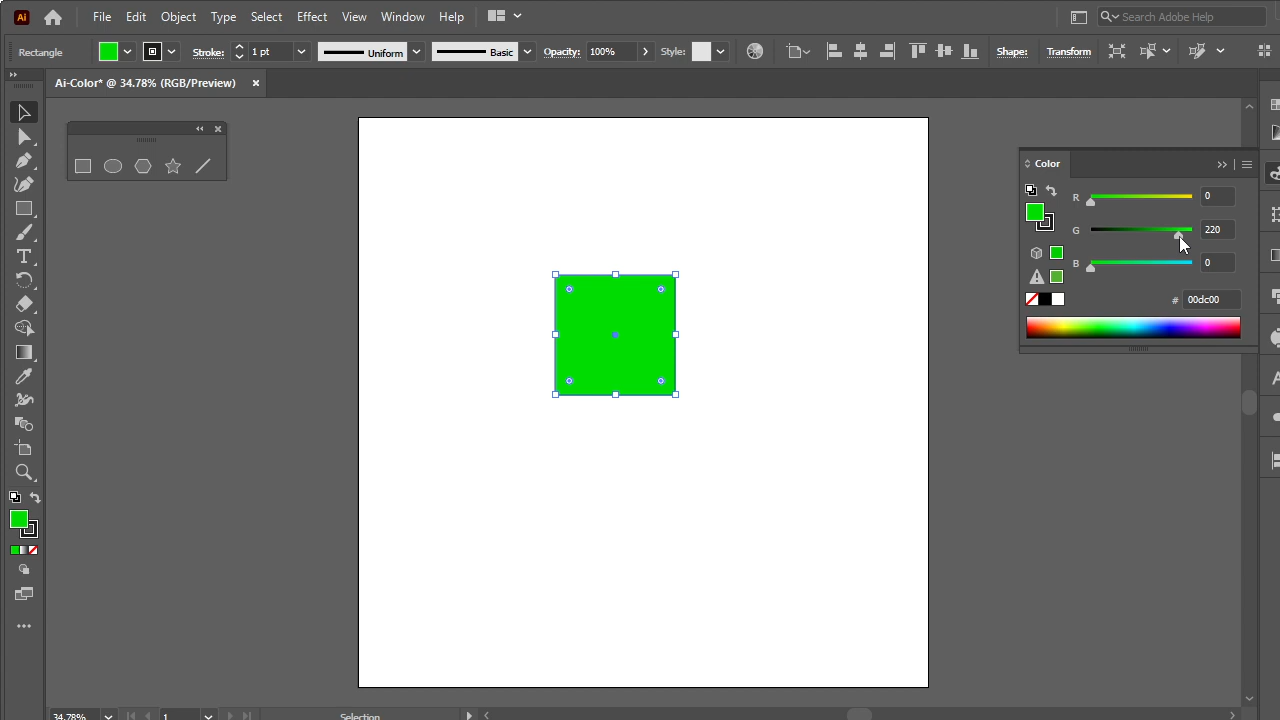 Ai File Edit Object Type Select Effect View Window Help Search Adobe Help
Rectangle Stroke: 1 pt Uniform Basic Opacity: 100% Style: Shape: Transform
Ai-Color* @ 34.78% (RGB/Preview) ×
Color
R 0
G 220
B 0
# 00dc00
T
A
34.78% 1 Selection